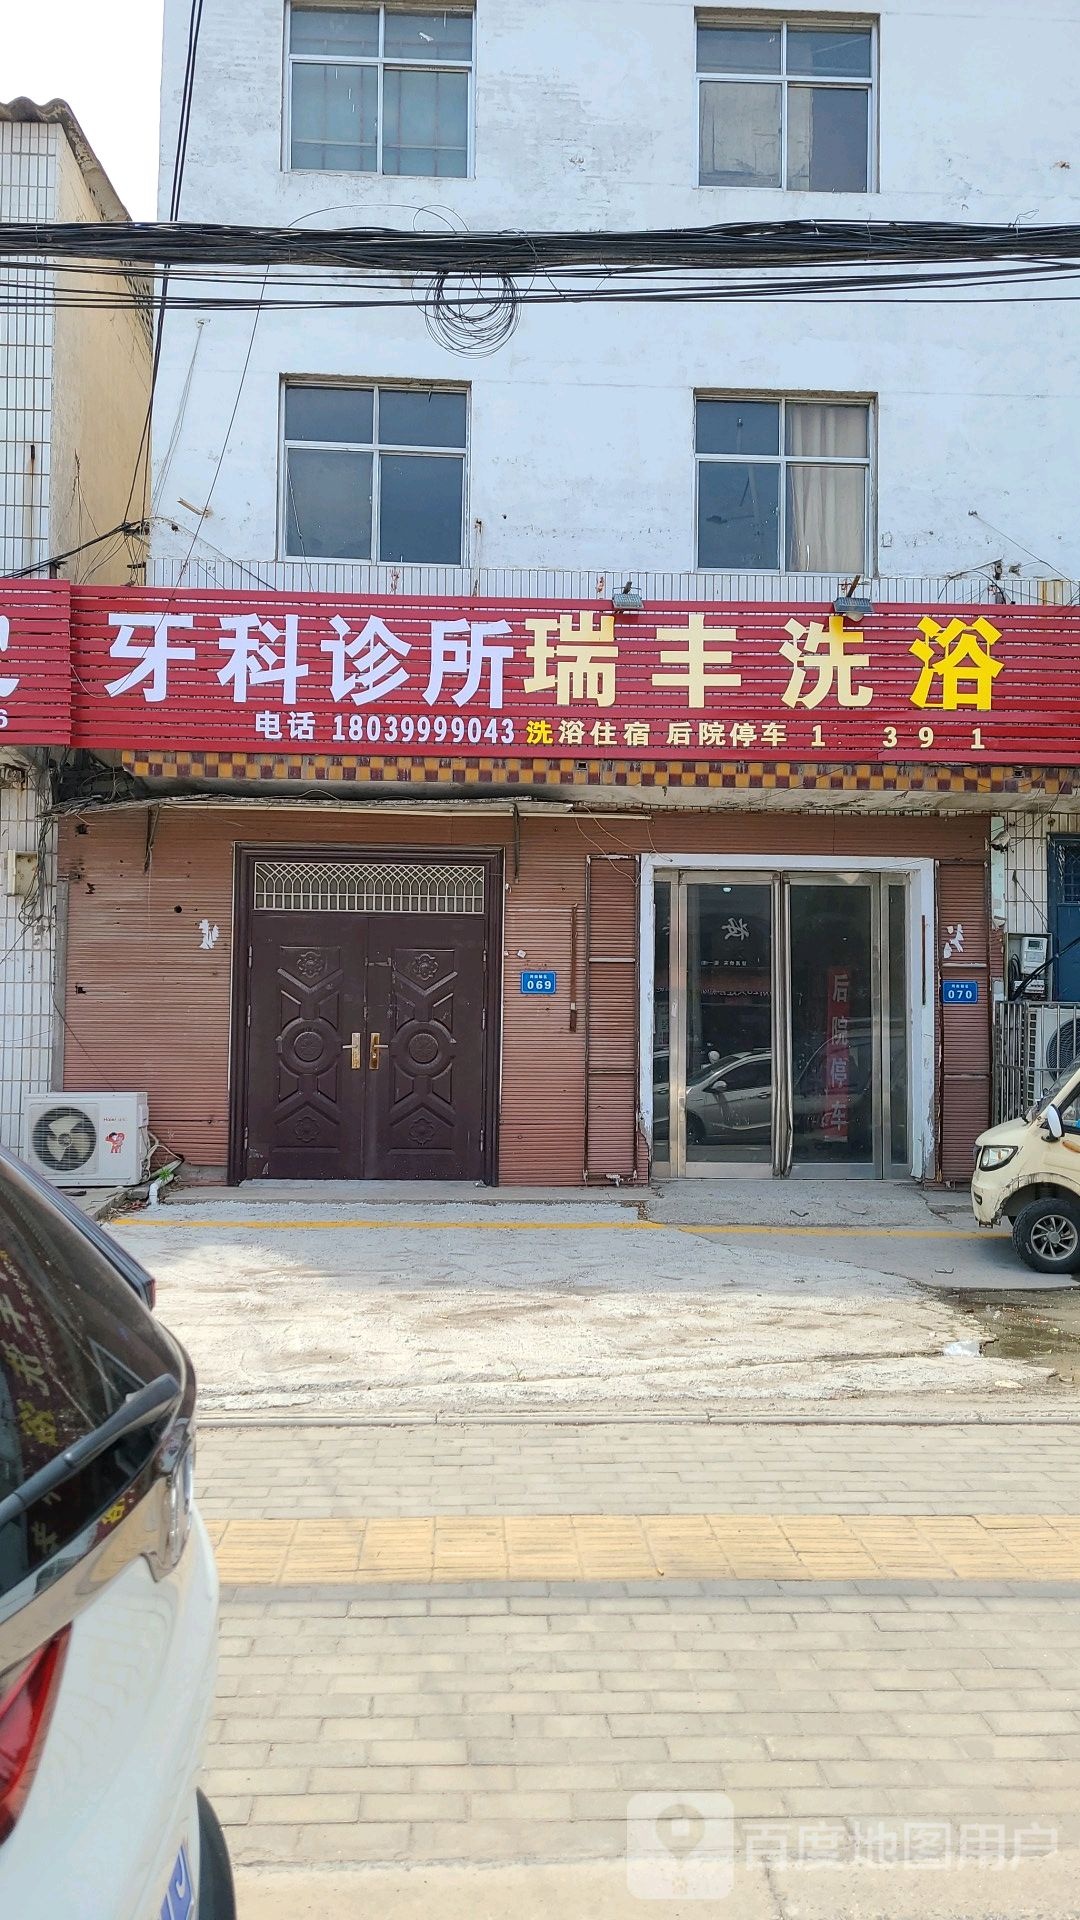 牙科诊所
电话 18039999043
瑞丰洗浴
洗浴住宿 后院停车 1 391
069
070
后院停车
Haier
百度地图用户